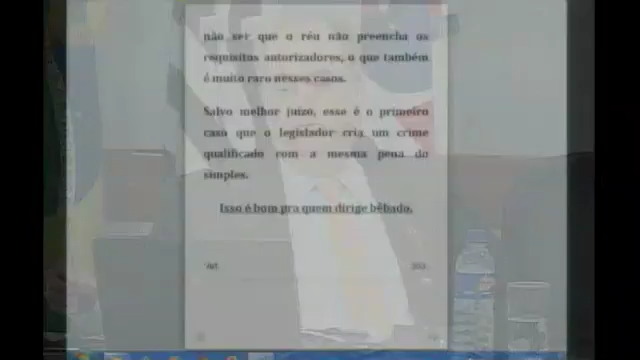 não ser que o réu não preencha os
requisitos autorizadores, o que também
é muito raro nesses casos.
Salvo melhor juízo, esse é o primeiro
caso que o legislador cria um crime
qualificado com a mesma pena do
simples.
Isso é bom pra quem dirige bêbado.